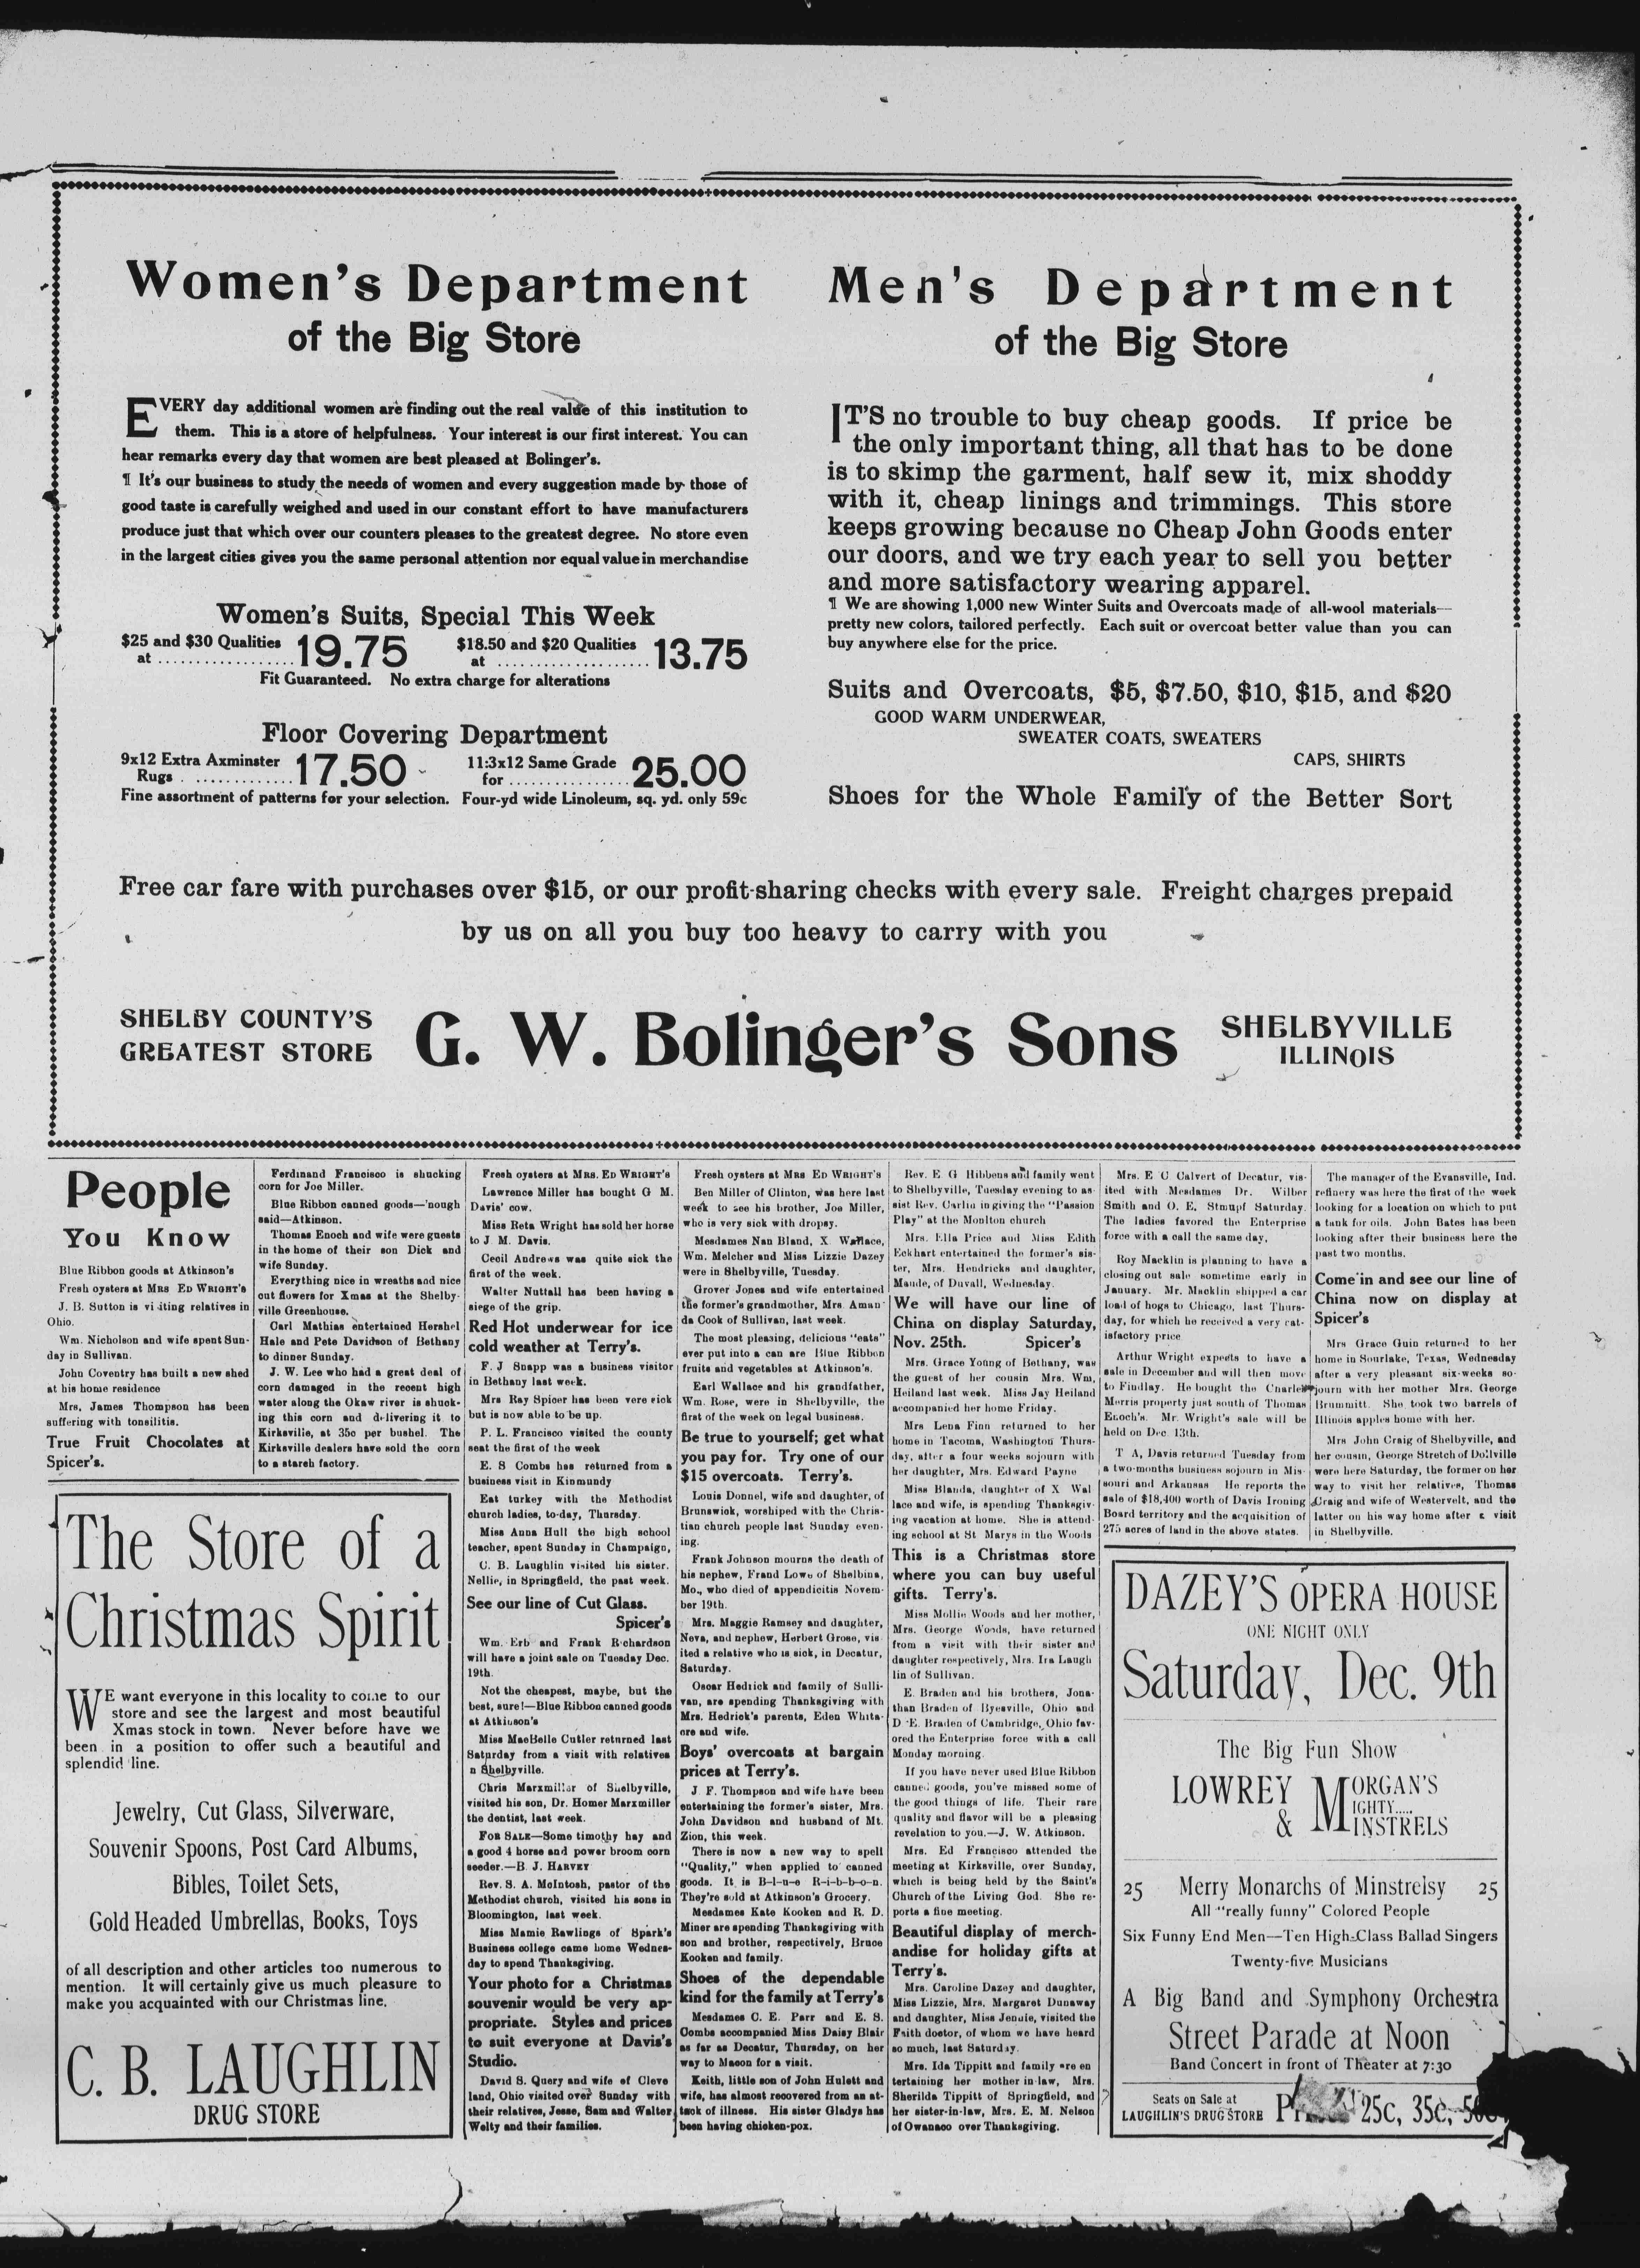 Women's Department
of the Big Store
EVERY day additional women are finding out the real value of this institution to
them. This is a store of helpfulness. Your interest is our first interest. You can
hear remarks every day that women are best pleased at Bolinger's.
¶ It's our business to study the needs of women and every suggestion made by those of
good taste is carefully weighed and used in our constant effort to have manufacturers
produce just that which over our counters pleases to the greatest degree. No store even
in the largest cities gives you the same personal attention nor equal value in merchandise
Women's Suits, Special This Week
$25 and $30 Qualities
at .................. 19.75
$18.50 and $20 Qualities
at ..................... 13.75
Fit Guaranteed. No extra charge for alterations
Floor Covering Department
9x12 Extra Axminster
Rugs . ............. 17.50
11:3x12 Same Grade
for ................ 25.00
Fine assortment of patterns for your selection. Four-yd wide Linoleum, sq. yd. only 59c
Men's Department
of the Big Store
IT'S no trouble to buy cheap goods. If price be
the only important thing, all that has to be done
is to skimp the garment, half sew it, mix shoddy
with it, cheap linings and trimmings. This store
keeps growing because no Cheap John Goods enter
our doors, and we try each year to sell you better
and more satisfactory wearing apparel.
¶ We are showing 1,000 new Winter Suits and Overcoats made of all-wool materials—
pretty new colors, tailored perfectly. Each suit or overcoat better value than you can
buy anywhere else for the price.
Suits and Overcoats, $5, $7.50, $10, $15, and $20
GOOD WARM UNDERWEAR,
SWEATER COATS, SWEATERS
CAPS, SHIRTS
Shoes for the Whole Family of the Better Sort
Free car fare with purchases over $15, or our profit-sharing checks with every sale. Freight charges prepaid
by us on all you buy too heavy to carry with you
SHELBY COUNTY'S
GREATEST STORE
G. W. Bolinger's Sons
SHELBYVILLE
ILLINOIS
People
You Know
Blue Ribbon goods at Atkinson's
Fresh oysters at MRS ED WRIGHT'S
J. B. Sutton is visiting relatives in
Ohio.
Wm. Nicholson and wife spent Sun-
day in Sullivan.
John Coventry has built a new shed
at his home residence
Mrs, James Thompson has been
suffering with tonsilitis.
True Fruit Chocolates at
Spicer's.
Ferdinand Francisco is shucking
corn for Joe Miller.
Blue Ribbon canned goods—'nough
said—Atkinson.
Thomas Enoch and wife were guests
in the home of their son Dick and
wife Sunday.
Everything nice in wreaths and nice
cut flowers for Xmas at the Shelby-
ville Greenhouse.
Carl Mathias entertained Hershel
Hale and Pete Davidson of Bethany
to dinner Sunday.
J. W. Lee who had a great deal of
corn damaged in the recent high
water along the Okaw river is shuck-
ing this corn and delivering it to
Kirksville, at 35c per bushel. The
Kirksville dealers have sold the corn
to a starch factory.
The Store of a
Christmas Spirit
WE want everyone in this locality to come to our
store and see the largest and most beautiful
Xmas stock in town. Never before have we
been in a position to offer such a beautiful and
splendid line.
Jewelry, Cut Glass, Silverware,
Souvenir Spoons, Post Card Albums,
Bibles, Toilet Sets,
Gold Headed Umbrellas, Books, Toys
of all description and other articles too numerous to
mention. It will certainly give us much pleasure to
make you acquainted with our Christmas line.
C. B. LAUGHLIN
DRUG STORE
Fresh oysters at MRS. ED WRIGHT'S
Lawrence Miller has bought G M.
Davis' cow.
Miss Reta Wright has sold her horse
to J. M. Davis.
Cecil Andrews was quite sick the
first of the week.
Walter Nuttall has been having a
siege of the grip.
Red Hot underwear for ice
cold weather at Terry's.
F. J Snapp was a business visitor
in Bethany last week.
Mrs Ray Spicer has been vere sick
but is now able to be up.
P. L. Francisco visited the county
seat the first of the week
E. S Combs has returned from a
business visit in Kinmundy
Eat turkey with the Methodist
church ladies, to-day, Thursday.
Miss Anna Hull the high school
teacher, spent Sunday in Champaign,
C. B. Laughlin visited his sister.
Nellie, in Springfield, the past week.
See our line of Cut Glass.
Spicer's
Wm. Erb and Frank Richardson
will have a joint sale on Tuesday Dec.
19th.
Not the cheapest, maybe, but the
best, sure!—Blue Ribbon canned goods
at Atkinson's
Miss MaeBelle Cutler returned last
Saturday from a visit with relatives
n Shelbyville.
Chris Marxmiller of Shelbyville,
visited his son, Dr. Homer Marxmiller
the dentist, last week.
FOR SALE—Some timothy hay and
a good 4 horse and power broom corn
seeder.—B. J. HARVEY
Rev. S. A. McIntosh, pastor of the
Methodist church, visited his sons in
Bloomington, last week.
Miss Mamie Rawlings of Spark's
Business college came home Wednes-
day to spend Thanksgiving.
Your photo for a Christmas
souvenir would be very ap-
propriate. Styles and prices
to suit everyone at Davis's
Studio.
David S. Query and wife of Cleve
land, Ohio visited over Sunday with
their relatives, Jesse, Sam and Walter
Welty and their families.
Fresh oysters at MRS ED WRIGHT'S
Ben Miller of Clinton, was here last
week to see his brother, Joe Miller,
who is very sick with dropsy.
Mesdames Nan Bland, X. Wallace,
Wm. Melcher and Miss Lizzie Dazey
were in Shelbyville, Tuesday.
Grover Jones and wife entertained
the former's grandmother, Mrs. Aman-
da Cook of Sullivan, last week.
The most pleasing, delicious "eats"
ever put into a can are Blue Ribbon
fruits and vegetables at Atkinson's.
Earl Wallace and his grandfather,
Wm. Rose, were in Shelbyville, the
first of the week on legal business.
Be true to yourself; get what
you pay for. Try one of our
$15 overcoats. Terry's.
Louis Donnel, wife and daughter, of
Brunswick, worshiped with the Chris-
tian church people last Sunday even-
ing.
Frank Johnson mourns the death of
his nephew, Frand Lowe of Shelbina,
Mo., who died of appendicitis Novem-
ber 19th.
Mrs. Maggie Ramsey and daughter,
Neva, and nephew, Herbert Grose, vis
ited a relative who is sick, in Decatur,
Saturday.
Oscar Hedrick and family of Sulli-
van, are spending Thanksgiving with
Mrs. Hedrick's parents, Eden Whita-
cre and wife.
Boys' overcoats at bargain
prices at Terry's.
J F. Thompson and wife have been
entertaining the former's sister, Mrs.
John Davidson and husband of Mt.
Zion, this week.
There is now a new way to spell
"Quality," when applied to canned
goods. It is B-l-u-e R-i-b-b-o-n.
They're sold at Atkinson's Grocery.
Mesdames Kate Kooken and R. D.
Miner are spending Thanksgiving with
son and brother, respectively, Bruce
Kooken and family.
Shoes of the dependable
kind for the family at Terry's
Mesdames C. E. Parr and E. S.
Combs accompanied Miss Daisy Blair
as far as Decatur, Thursday, on her
way to Macon for a visit.
Keith, little son of John Hulett and
wife, has almost recovered from an at-
tack of illness. His sister Gladys has
been having chicken-pox.
Rev. E G Hibbens and family went
to Shelbyville, Tuesday evening to as
sist Rev. Carlin in giving the "Passion
Play" at the Moulton church
Mrs. Ella Price and Miss Edith
Eckhart entertained the former's sis-
ter, Mrs. Hendricks and daughter,
Maude, of Duvall, Wednesday.
We will have our line of
China on display Saturday,
Nov. 25th. Spicer's
Mrs. Grace Young of Bethany, was
the guest of her cousin Mrs. Wm,
Heiland last week. Miss Jay Heiland
accompanied her home Friday.
Mrs Lena Finn returned to her
home in Tacoma, Washington Thurs-
day, after a four weeks sojourn with
her daughter, Mrs. Edward Payne
Miss Blanda, daughter of X Wal
lace and wife, is spending Thanksgiv-
ing vacation at home. She is attend-
ing school at St Marys in the Woods
This is a Christmas store
where you can buy useful
gifts. Terry's.
Miss Mollie Woods and her mother,
Mrs. George Woods, have returned
from a visit with their sister and
daughter respectively, Mrs. Ira Laugh
lin of Sullivan.
E. Braden and his brothers, Jona-
than Braden of Byesville, Ohio and
D E. Braden of Cambridge, Ohio fav-
ored the Enterprise force with a call
Monday morning.
If you have never used Blue Ribbon
canned goods, you've missed some of
the good things of life. Their rare
quality and flavor will be a pleasing
revelation to you.—J. W. Atkinson.
Mrs. Ed Francisco attended the
meeting at Kirksville, over Sunday,
which is being held by the Saint's
Church of the Living God. She re-
ports a fine meeting.
Beautiful display of merch-
andise for holiday gifts at
Terry's.
Mrs. Caroline Dazey and daughter,
Miss Lizzie, Mrs. Margaret Dunaway
and daughter, Miss Jennie, visited the
Faith doctor, of whom we have heard
so much, last Saturday.
Mrs. Ida Tippitt and family are en
tertaining her mother in-law, Mrs.
Sherilda Tippitt of Springfield, and
her sister-in-law, Mrs. E. M. Nelson
of Owaneco over Thanksgiving.
Mrs. E C Calvert of Decatur, vis-
ited with Mesdames Dr. Wilber
Smith and O. E. Stmupf Saturday.
The ladies favored the Enterprise
force with a call the same day,
Roy Macklin is planning to have a
closing out sale sometime early in
January. Mr. Macklin shipped a car
load of hogs to Chicago, last Thurs-
day, for which he received a very sat-
isfactory price
Arthur Wright expects to have a
sale in December and will then move
to Findlay. He bought the Charles
Morris property just south of Thomas
Enoch's. Mr. Wright's sale will be
held on Dec. 13th.
T A, Davis returned Tuesday from
a two-months business sojourn in Mis-
souri and Arkansas He reports the
sale of $18,400 worth of Davis Ironing
Board territory and the acquisition of
275 acres of land in the above states.
The manager of the Evansville, Ind.
refinery was here the first of the week
looking for a location on which to put
a tank for oils. John Bates has been
looking after their business here the
past two months.
Come in and see our line of
China now on display at
Spicer's
Mrs Grace Guin returned to her
home in Sourlake, Texas, Wednesday
after a very pleasant six-weeks so-
journ with her mother Mrs. George
Brummitt. She took two barrels of
Illinois apples home with her.
Mrs John Craig of Shelbyville, and
her cousin, George Stretch of Dollville
were here Saturday, the former on her
way to visit her relatives, Thomas
Craig and wife of Westervelt, and the
latter on his way home after a visit
in Shelbyville.
DAZEY'S OPERA HOUSE
ONE NIGHT ONLY
Saturday, Dec. 9th
The Big Fun Show
LOWREY & MORGAN'S
MIGHTY.....
MINSTRELS
25 Merry Monarchs of Minstrelsy 25
All "really funny" Colored People
Six Funny End Men—Ten High-Class Ballad Singers
Twenty-five Musicians
A Big Band and Symphony Orchestra
Street Parade at Noon
Band Concert in front of Theater at 7:30
Seats on Sale at
LAUGHLIN'S DRUG STORE
25c, 35c,